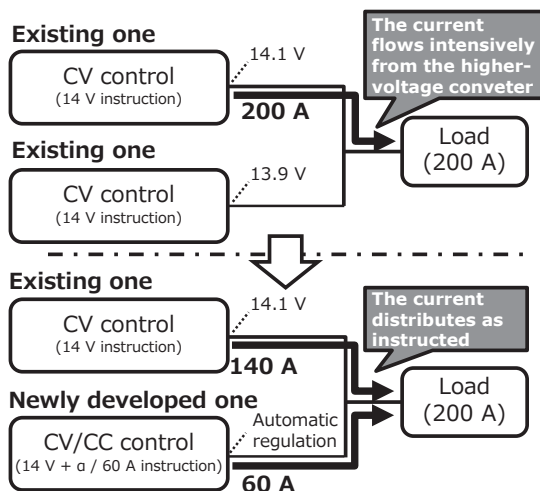 Existing one
14.1 V
CV control
(14 V instruction)
200 A
The current
flows intensively
from the higher-
voltage conveter
Load
(200 A)
Existing one
13.9 V
CV control
(14 V instruction)
Existing one
14.1 V
CV control
(14 V instruction)
140 A
The current
distributes as
instructed
Load
(200 A)
Newly developed one
Automatic
regulation
CV/CC control
(14 V + α / 60 A instruction)
60 A